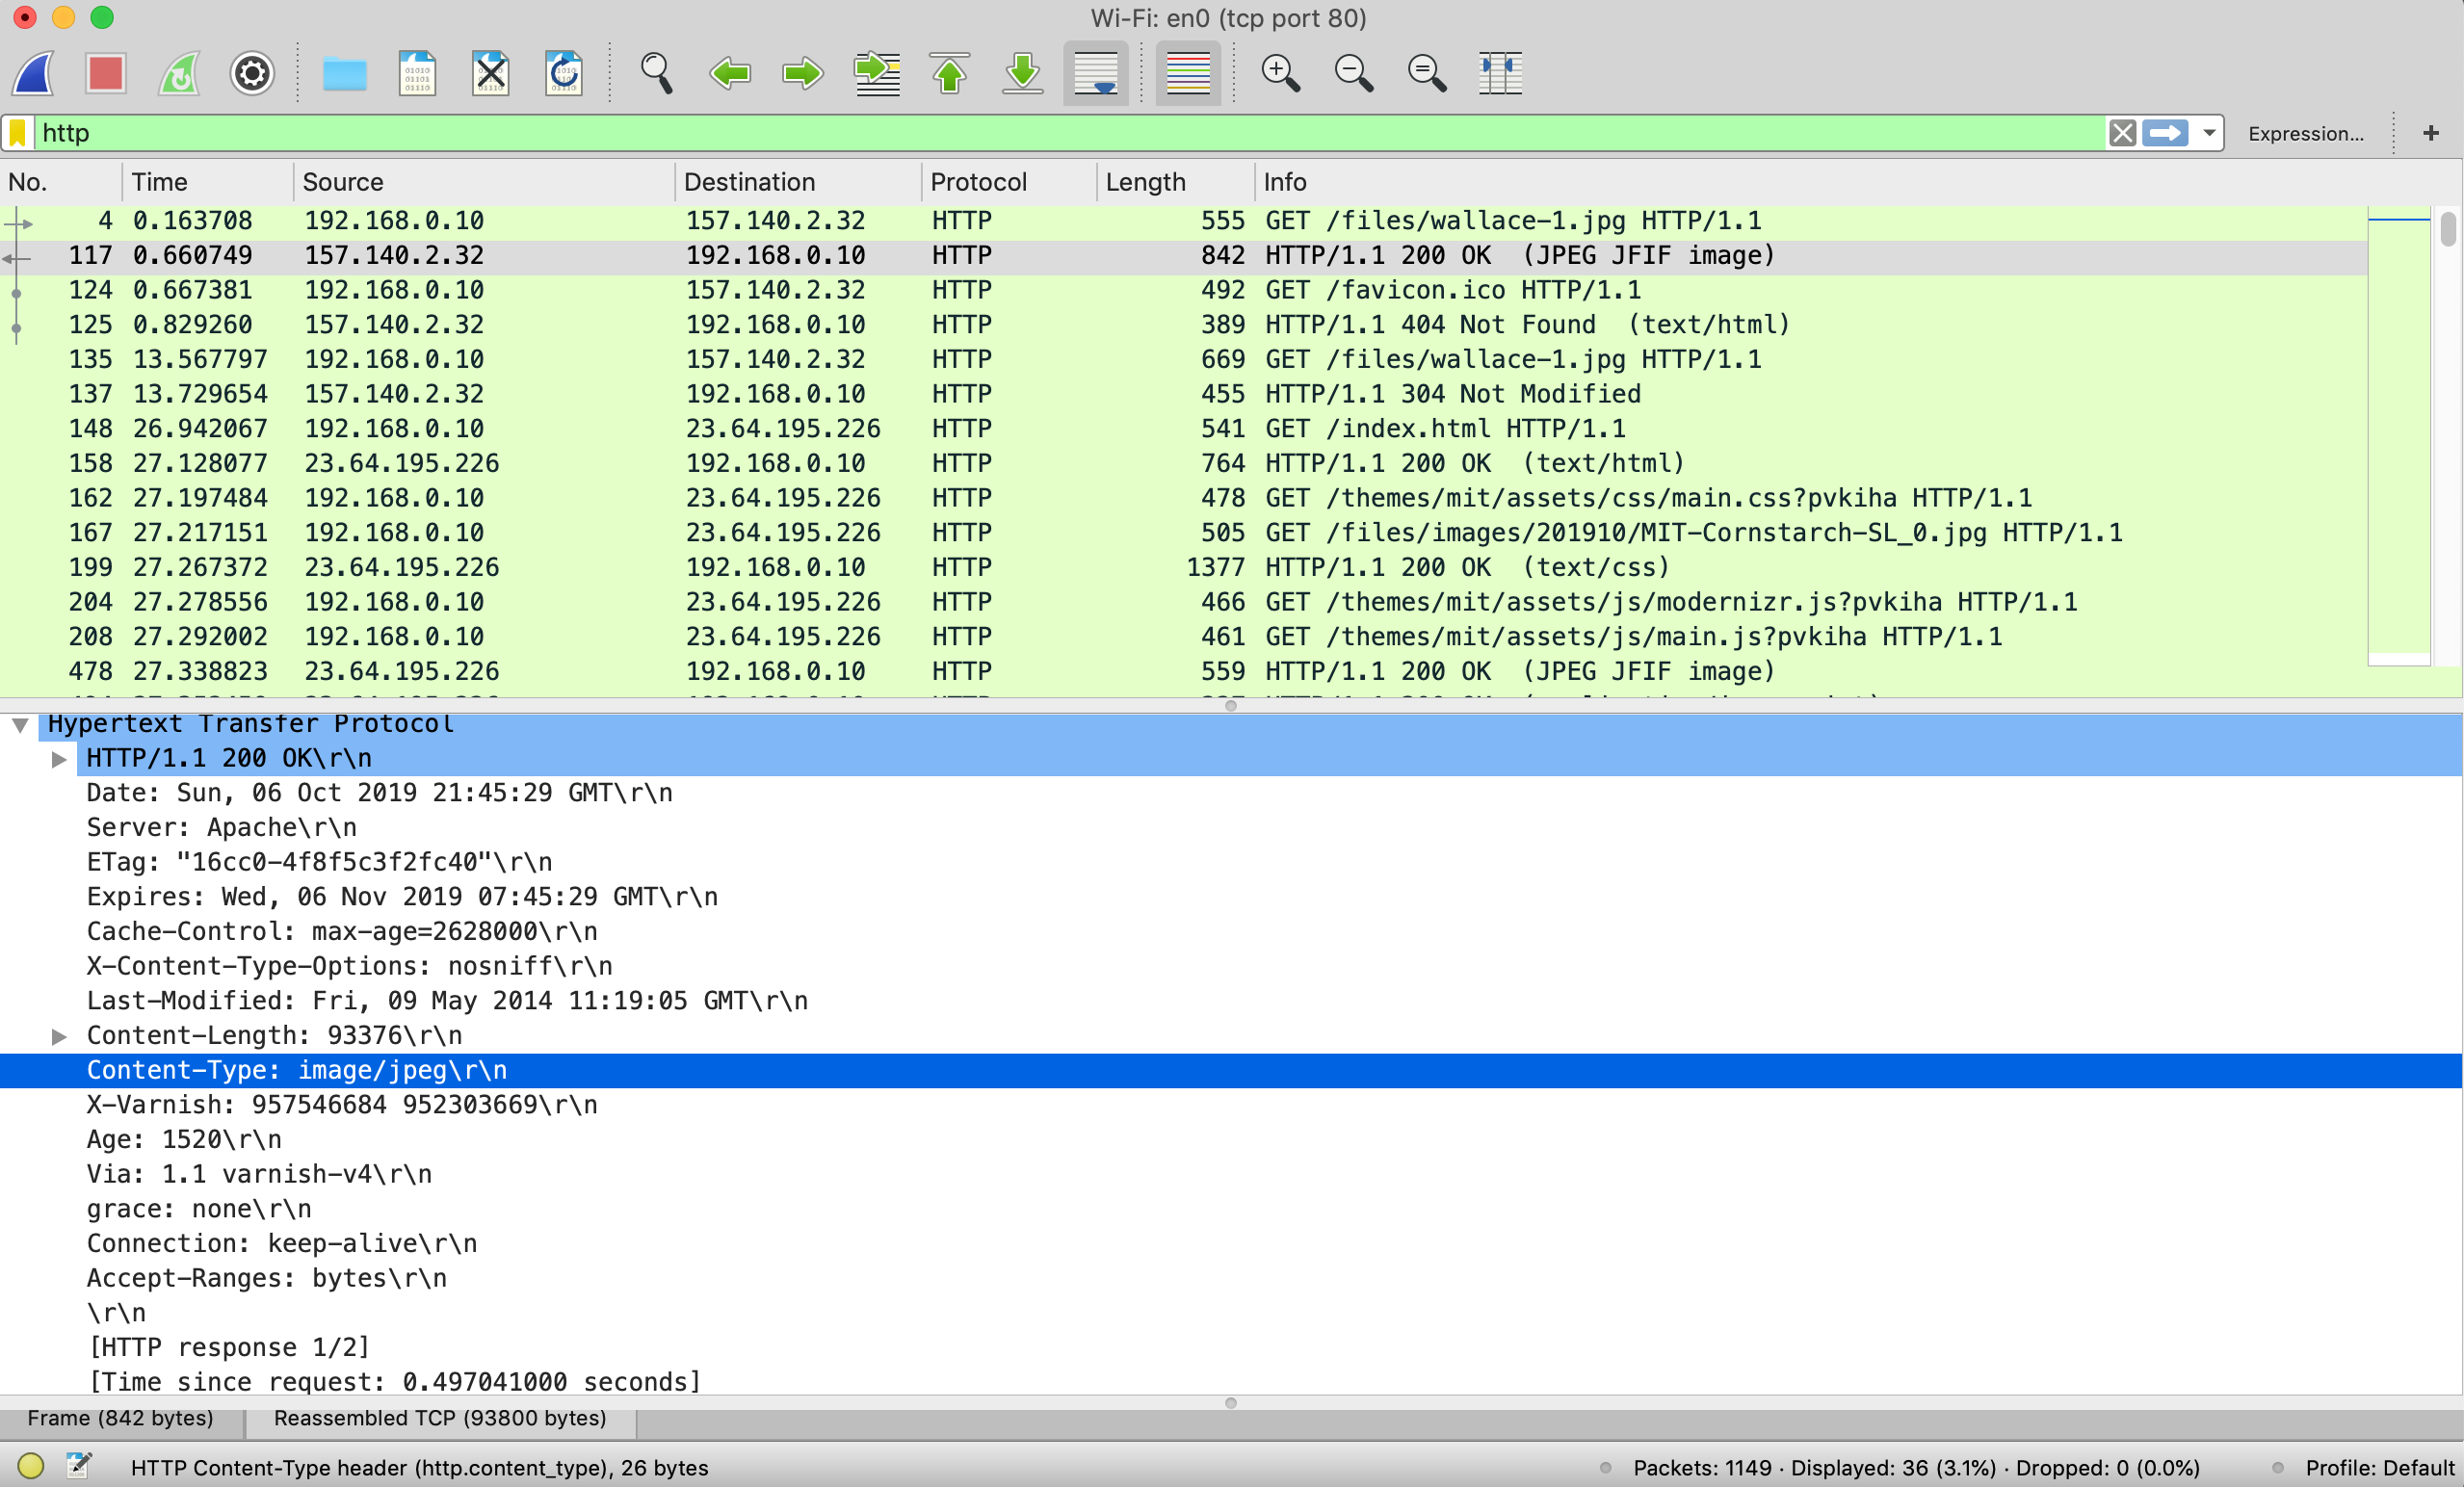 Wi-Fi: en0 (tcp port 80)
http
Expression...
+
No. Time Source Destination Protocol Length Info
4 0.163708 192.168.0.10 157.140.2.32 HTTP 555 GET /files/wallace-1.jpg HTTP/1.1
117 0.660749 157.140.2.32 192.168.0.10 HTTP 842 HTTP/1.1 200 OK (JPEG JFIF image)
124 0.667381 192.168.0.10 157.140.2.32 HTTP 492 GET /favicon.ico HTTP/1.1
125 0.829260 157.140.2.32 192.168.0.10 HTTP 389 HTTP/1.1 404 Not Found (text/html)
135 13.567797 192.168.0.10 157.140.2.32 HTTP 669 GET /files/wallace-1.jpg HTTP/1.1
137 13.729654 157.140.2.32 192.168.0.10 HTTP 455 HTTP/1.1 304 Not Modified
148 26.942067 192.168.0.10 23.64.195.226 HTTP 541 GET /index.html HTTP/1.1
158 27.128077 23.64.195.226 192.168.0.10 HTTP 764 HTTP/1.1 200 OK (text/html)
162 27.197484 192.168.0.10 23.64.195.226 HTTP 478 GET /themes/mit/assets/css/main.css?pvkiha HTTP/1.1
167 27.217151 192.168.0.10 23.64.195.226 HTTP 505 GET /files/images/201910/MIT-Cornstarch-SL_0.jpg HTTP/1.1
199 27.267372 23.64.195.226 192.168.0.10 HTTP 1377 HTTP/1.1 200 OK (text/css)
204 27.278556 192.168.0.10 23.64.195.226 HTTP 466 GET /themes/mit/assets/js/modernizr.js?pvkiha HTTP/1.1
208 27.292002 192.168.0.10 23.64.195.226 HTTP 461 GET /themes/mit/assets/js/main.js?pvkiha HTTP/1.1
478 27.338823 23.64.195.226 192.168.0.10 HTTP 559 HTTP/1.1 200 OK (JPEG JFIF image)
Hypertext Transfer Protocol
HTTP/1.1 200 OK\r\n
Date: Sun, 06 Oct 2019 21:45:29 GMT\r\n
Server: Apache\r\n
ETag: "16cc0-4f8f5c3f2fc40"\r\n
Expires: Wed, 06 Nov 2019 07:45:29 GMT\r\n
Cache-Control: max-age=2628000\r\n
X-Content-Type-Options: nosniff\r\n
Last-Modified: Fri, 09 May 2014 11:19:05 GMT\r\n
Content-Length: 93376\r\n
Content-Type: image/jpeg\r\n
X-Varnish: 957546684 952303669\r\n
Age: 1520\r\n
Via: 1.1 varnish-v4\r\n
grace: none\r\n
Connection: keep-alive\r\n
Accept-Ranges: bytes\r\n
\r\n
[HTTP response 1/2]
[Time since request: 0.497041000 seconds]
Frame (842 bytes) Reassembled TCP (93800 bytes)
HTTP Content-Type header (http.content_type), 26 bytes
Packets: 1149 · Displayed: 36 (3.1%) · Dropped: 0 (0.0%)
Profile: Default